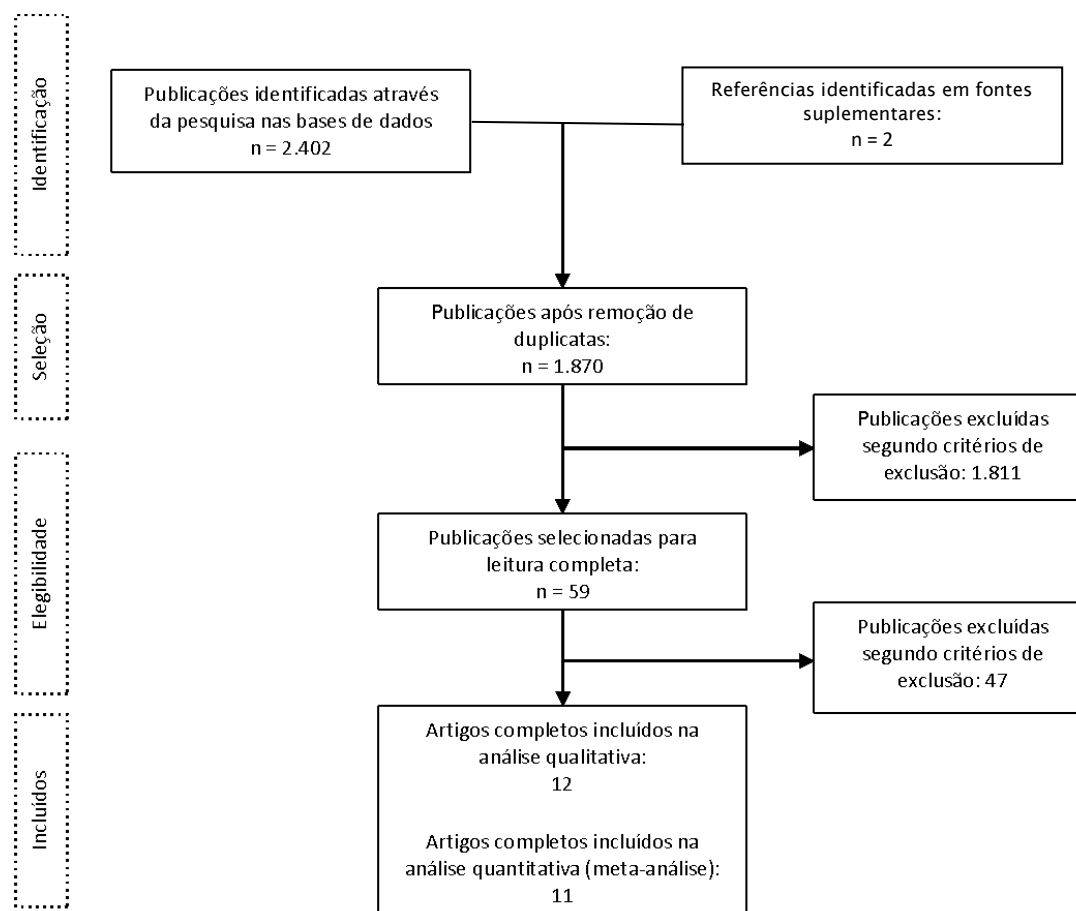 Identificação
Publicações identificadas através
da pesquisa nas bases de dados
n = 2.402
Referências identificadas em fontes
suplementares:
n = 2
Seleção
Publicações após remoção de
duplicatas:
n = 1.870
Publicações excluídas
segundo critérios de
exclusão: 1.811
Elegibilidade
Publicações selecionadas para
leitura completa:
n = 59
Publicações excluídas
segundo critérios de
exclusão: 47
Incluídos
Artigos completos incluídos na
análise qualitativa:
12
Artigos completos incluídos na
análise quantitativa (meta-análise):
11